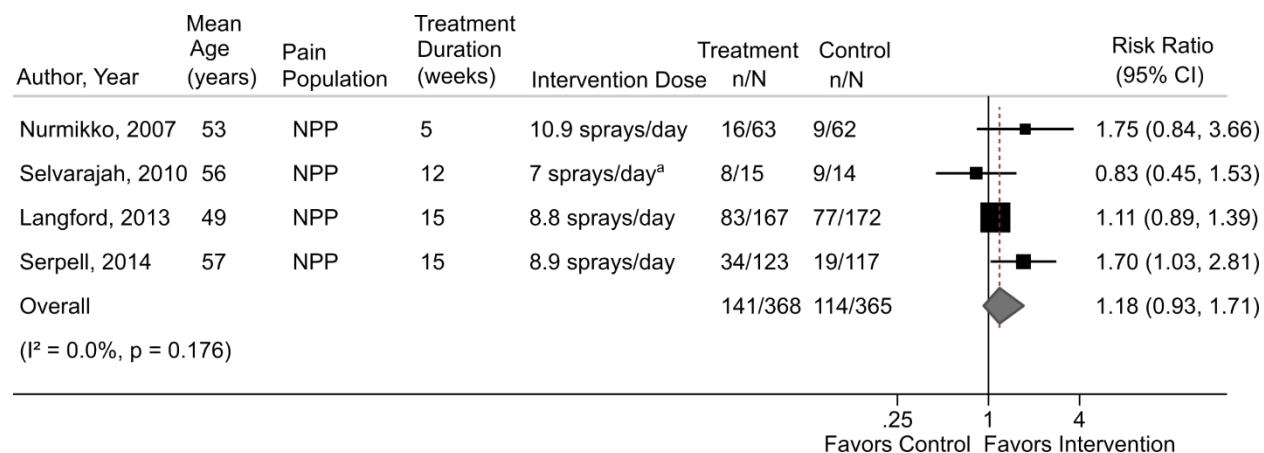 Author, Year Mean Age (years) Pain Population Treatment Duration (weeks) Intervention Dose Treatment n/N Control n/N Risk Ratio (95% CI)
Nurmikko, 2007 53 NPP 5 10.9 sprays/day 16/63 9/62 1.75 (0.84, 3.66)
Selvarajah, 2010 56 NPP 12 7 sprays/dayᵃ 8/15 9/14 0.83 (0.45, 1.53)
Langford, 2013 49 NPP 15 8.8 sprays/day 83/167 77/172 1.11 (0.89, 1.39)
Serpell, 2014 57 NPP 15 8.9 sprays/day 34/123 19/117 1.70 (1.03, 2.81)
Overall 141/368 114/365 1.18 (0.93, 1.71)
(I² = 0.0%, p = 0.176)
.25 1 4
Favors Control Favors Intervention